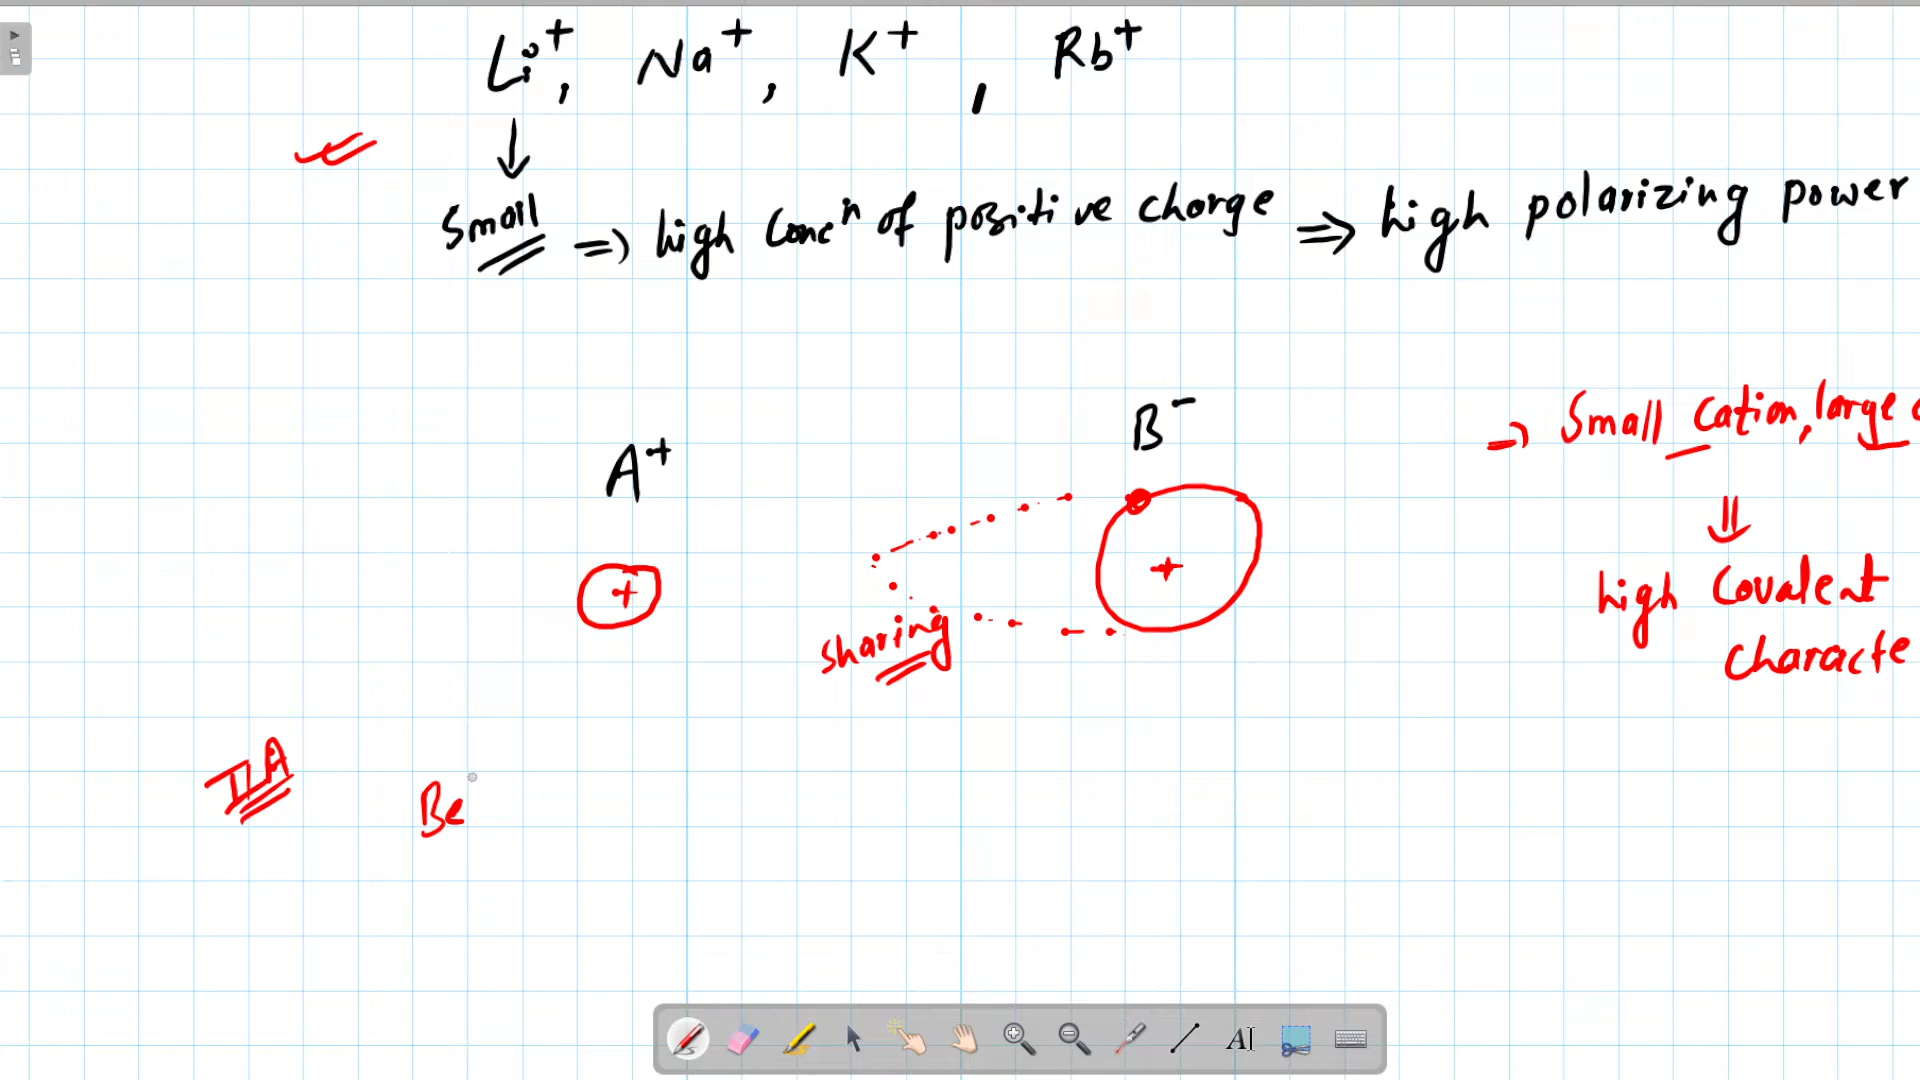 Li⁺, Na⁺, K⁺, Rb⁺
↓
Small ⇒ high Concⁿ of positive charge ⇒ high polarizing power
⇒ Small Cation, large
A⁺ B⁻
⇓
+ +
high Covalent
sharing
characte
IIA Be
AI